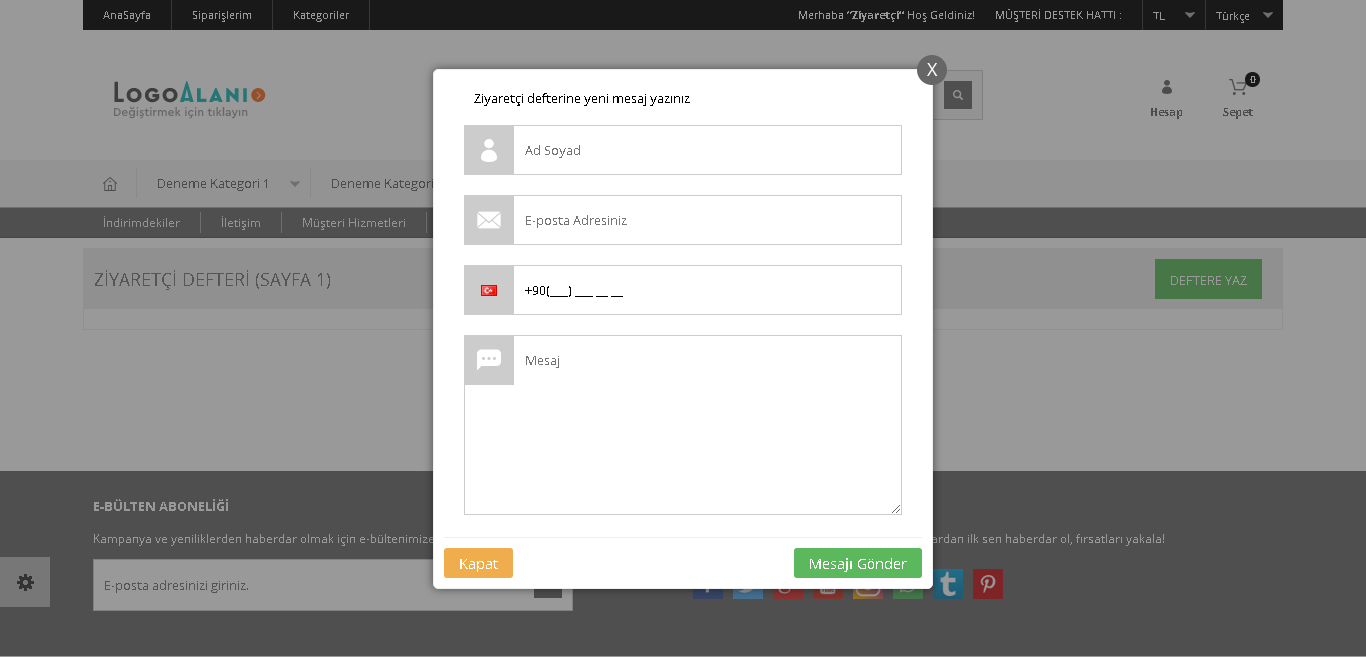 AnaSayfa
Siparişlerim
Kategoriler
Merhaba "Ziyaretçi" Hoş Geldiniz!
MÜŞTERİ DESTEK HATTI :
TL
Türkçe
LOGOALANI
Değiştirmek için tıklayın
0
Hesap
Sepet
Deneme Kategori 1
Deneme Kategori
İndirimdekiler
İletişim
Müşteri Hizmetleri
ZİYARETÇİ DEFTERİ (SAYFA 1)
DEFTERE YAZ
X
Ziyaretçi defterine yeni mesaj yazınız
Ad Soyad
E-posta Adresiniz
+90(___) ___ __ __
Mesaj
Kapat
Mesajı Gönder
E-BÜLTEN ABONELİĞİ
Kampanya ve yeniliklerden haberdar olmak için e-bültenimize
ardan ilk sen haberdar ol, fırsatları yakala!
E-posta adresinizi giriniz.